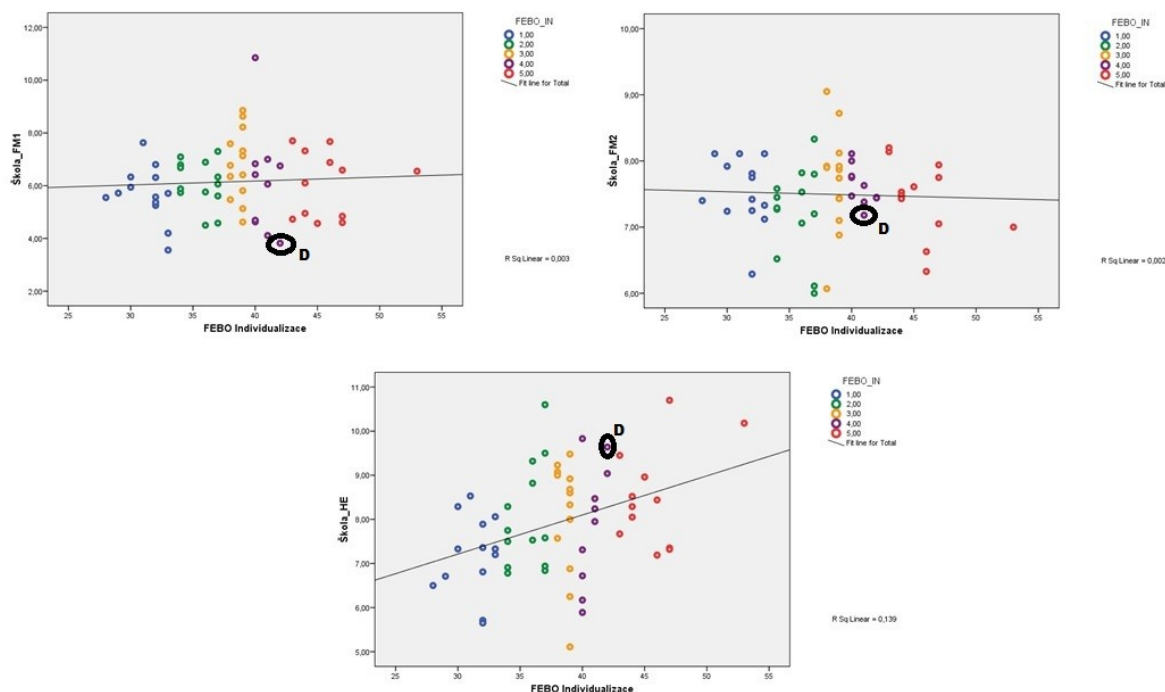 12,00
10,00
8,00
6,00
4,00
2,00
Škola_FM1
25 30 35 40 45 50 55
FEBO Individualizace
D
FEBO_IN
1,00
2,00
3,00
4,00
5,00
Fit line for Total
R Sq Linear = 0,003
10,00
9,00
8,00
7,00
6,00
Škola_FM2
25 30 35 40 45 50 55
FEBO Individualizace
D
FEBO_IN
1,00
2,00
3,00
4,00
5,00
Fit line for Total
R Sq Linear = 0,002
11,00
10,00
9,00
8,00
7,00
6,00
5,00
Škola_HE
25 30 35 40 45 50 55
FEBO Individualizace
D
FEBO_IN
1,00
2,00
3,00
4,00
5,00
Fit line for Total
R Sq Linear = 0,139